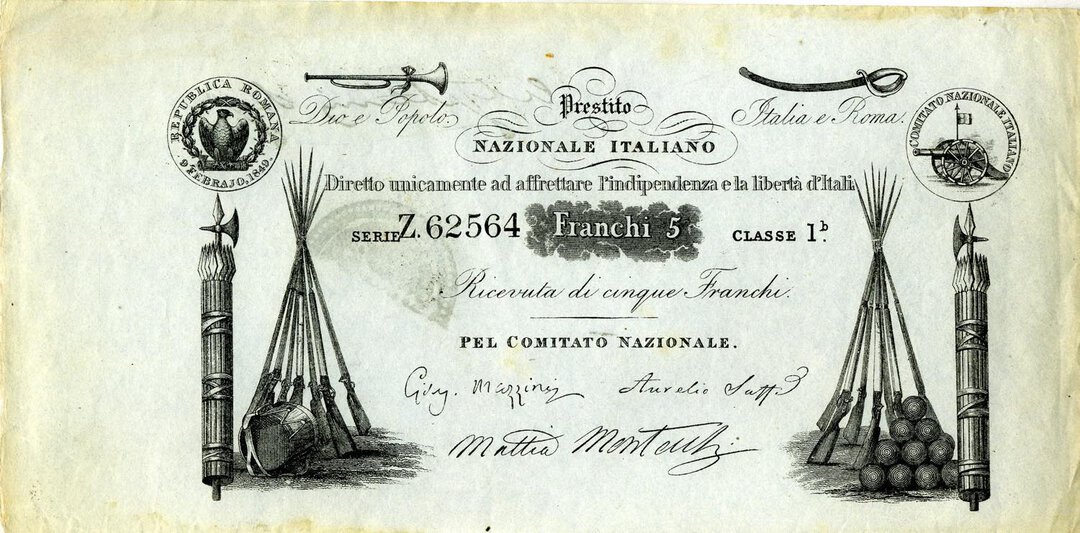 REPUBLICA ROMANA
9 FEBRAJO, 1849.
Dio e Popolo
Prestito
NAZIONALE ITALIANO
Italia e Roma.
COMITATO NAZIONALE ITALIANO
Diretto unicamente ad affrettare l'indipendenza e la libertà d'Itali
SERIE Z. 62564
Franchi 5
CLASSE 1b.
Ricevuta di cinque Franchi.
PEL COMITATO NAZIONALE.
Gius. Mazzini
Aurelio Saffi
Mattia Montecchi